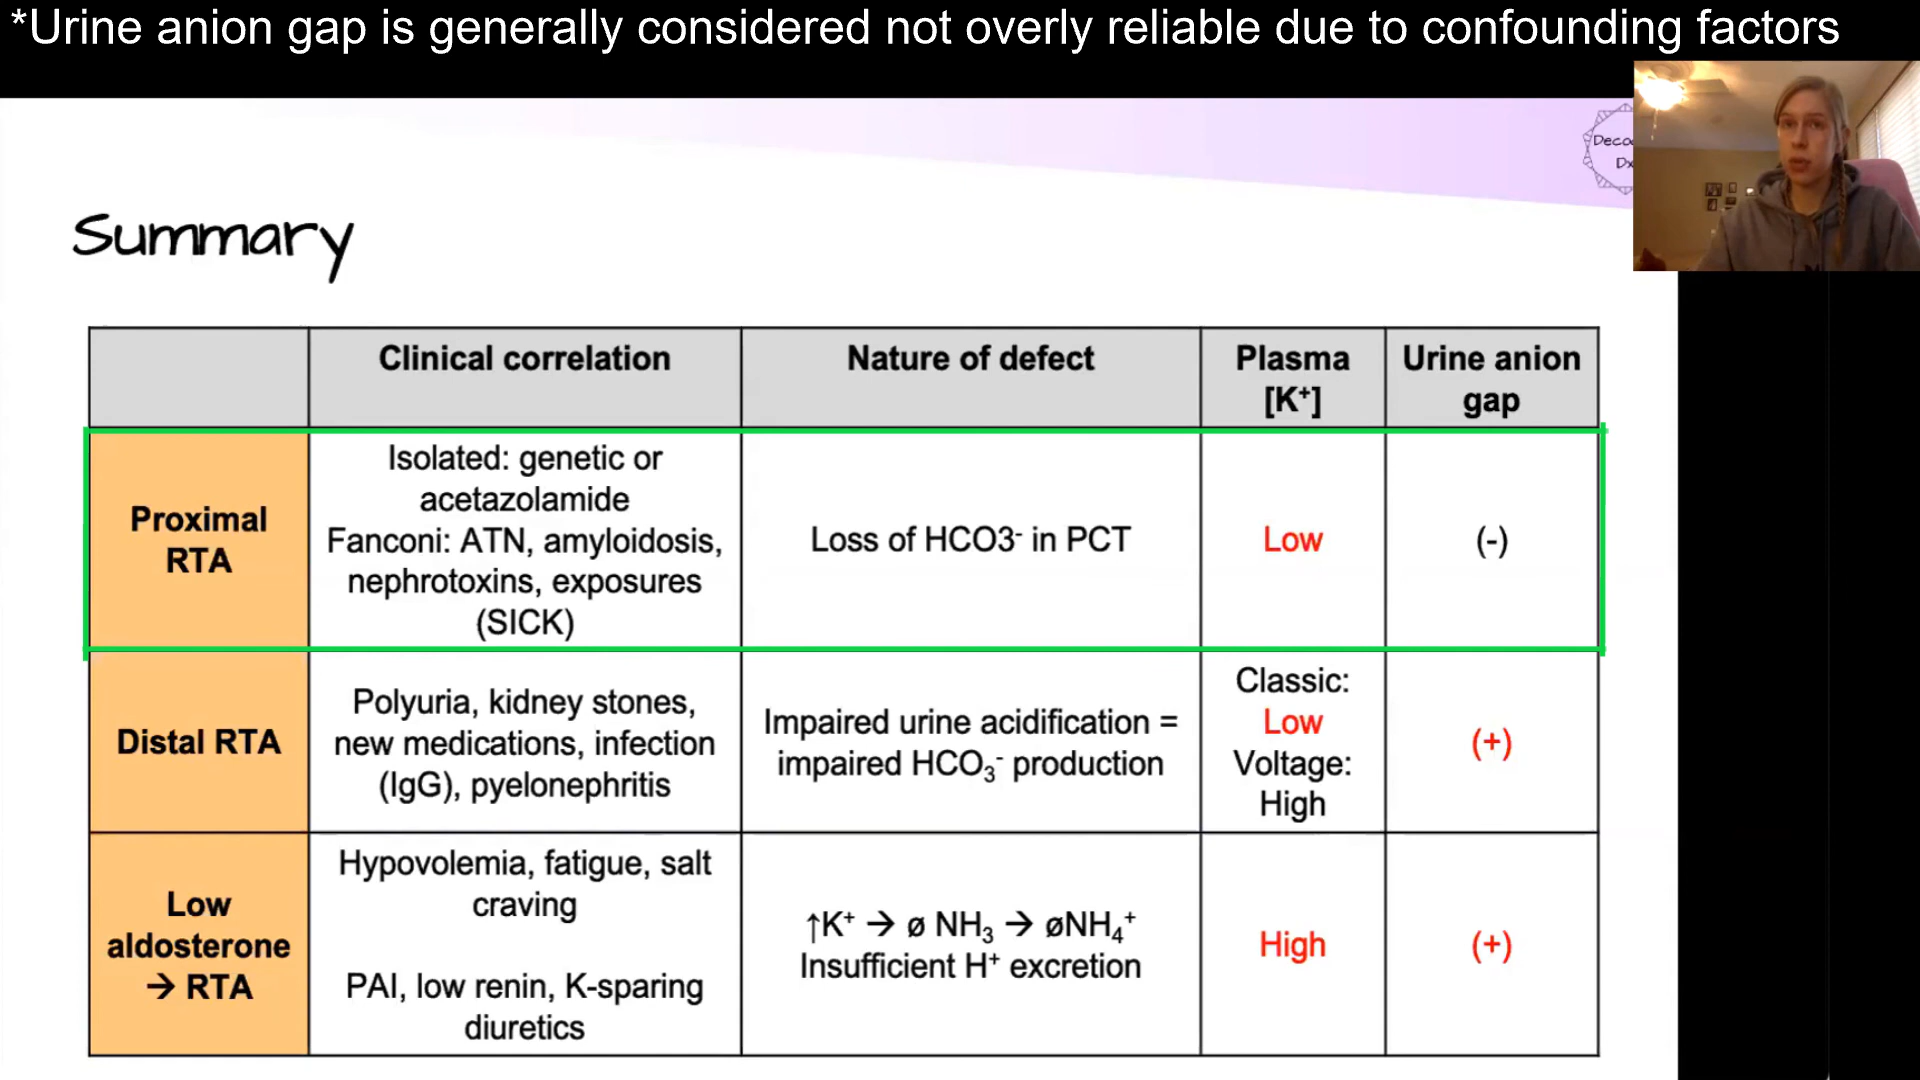 *Urine anion gap is generally considered not overly reliable due to confounding factors
Dx
Summary
Clinical correlation
Nature of defect
Plasma
[K⁺]
Urine anion
gap
Proximal
RTA
Isolated: genetic or
acetazolamide
Fanconi: ATN, amyloidosis,
nephrotoxins, exposures
(SICK)
Loss of HCO3⁻ in PCT
Low
(-)
Distal RTA
Polyuria, kidney stones,
new medications, infection
(IgG), pyelonephritis
Impaired urine acidification =
impaired HCO₃⁻ production
Classic:
Low
Voltage:
High
(+)
Low
aldosterone
→ RTA
Hypovolemia, fatigue, salt
craving
PAI, low renin, K-sparing
diuretics
↑K⁺ → ø NH₃ → øNH₄⁺
Insufficient H⁺ excretion
High
(+)